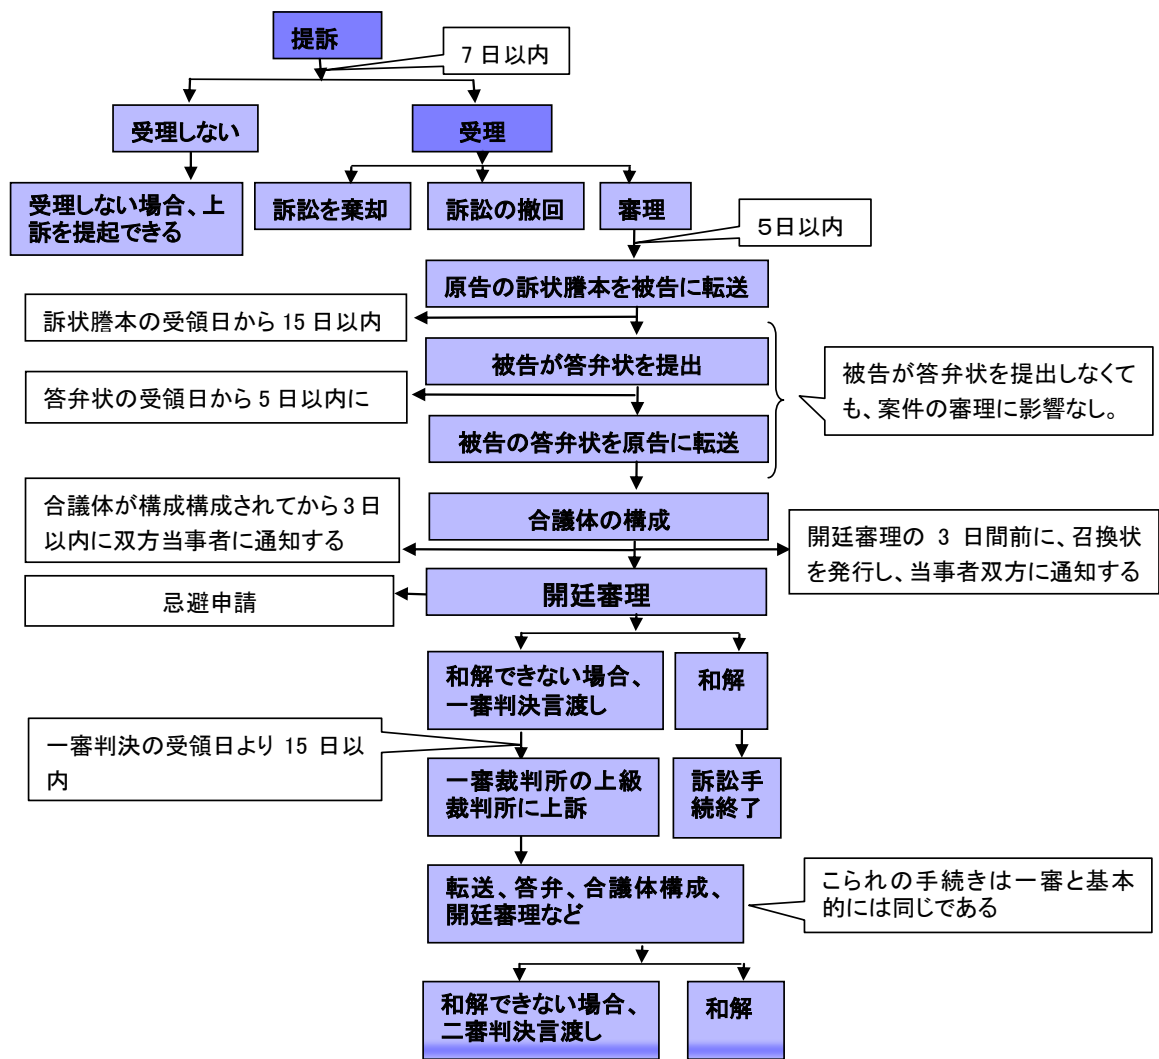 提訴
7 日以内
受理しない
受理
受理しない場合、上
訴を提起できる
訴訟を棄却
訴訟の撤回
審理
5日以内
原告の訴状謄本を被告に転送
訴状謄本の受領日から 15 日以内
被告が答弁状を提出
被告が答弁状を提出しなくて
も、案件の審理に影響なし。
答弁状の受領日から 5 日以内に
被告の答弁状を原告に転送
合議体が構成構成されてから 3 日
以内に双方当事者に通知する
合議体の構成
開廷審理の 3 日間前に、召換状
を発行し、当事者双方に通知する
忌避申請
開廷審理
和解できない場合、
一審判決言渡し
和解
一審判決の受領日より 15 日以
内
一審裁判所の上級
裁判所に上訴
訴訟手
続終了
転送、答弁、合議体構成、
開廷審理など
こられの手続きは一審と基本
的には同じである
和解できない場合、
二審判決言渡し
和解